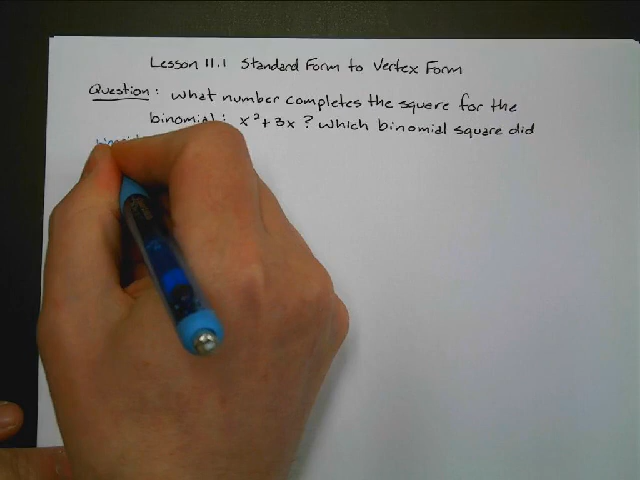 Lesson 11.1 Standard Form to Vertex Form
Question: what number completes the square for the
binomial: x²+3x? which binomial square did